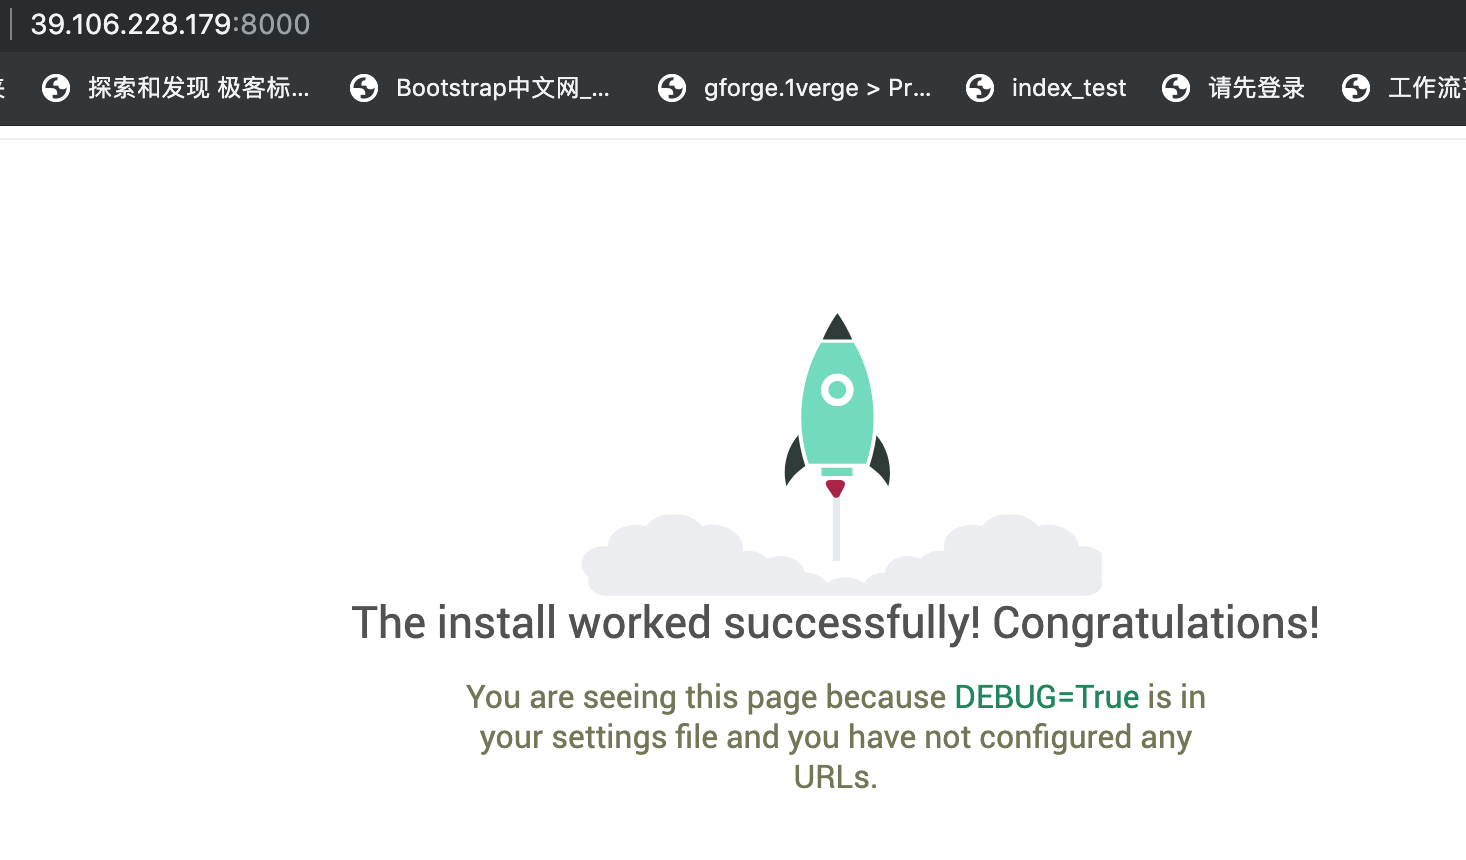 39.106.228.179:8000
探索和发现 极客标... Bootstrap中文网_... gforge.1verge > Pr... index_test 请先登录 工作流
The install worked successfully! Congratulations!
You are seeing this page because DEBUG=True is in
your settings file and you have not configured any
URLs.